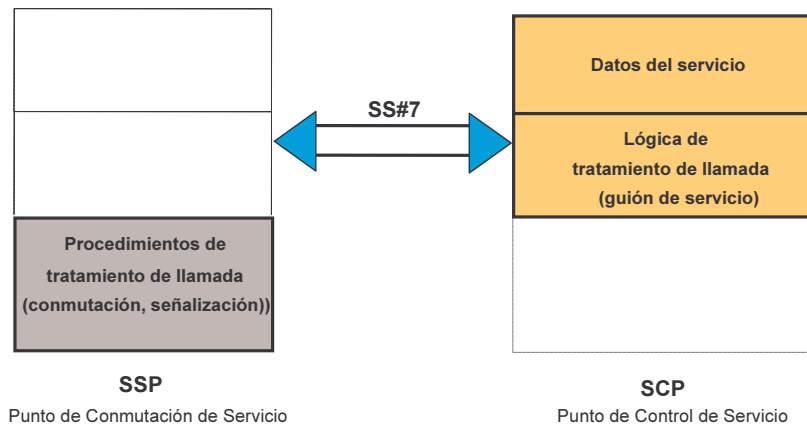 Datos del servicio
SS#7
Lógica de
tratamiento de llamada
(guión de servicio)
Procedimientos de
tratamiento de llamada
(conmutación, señalización))
SSP
Punto de Conmutación de Servicio
SCP
Punto de Control de Servicio